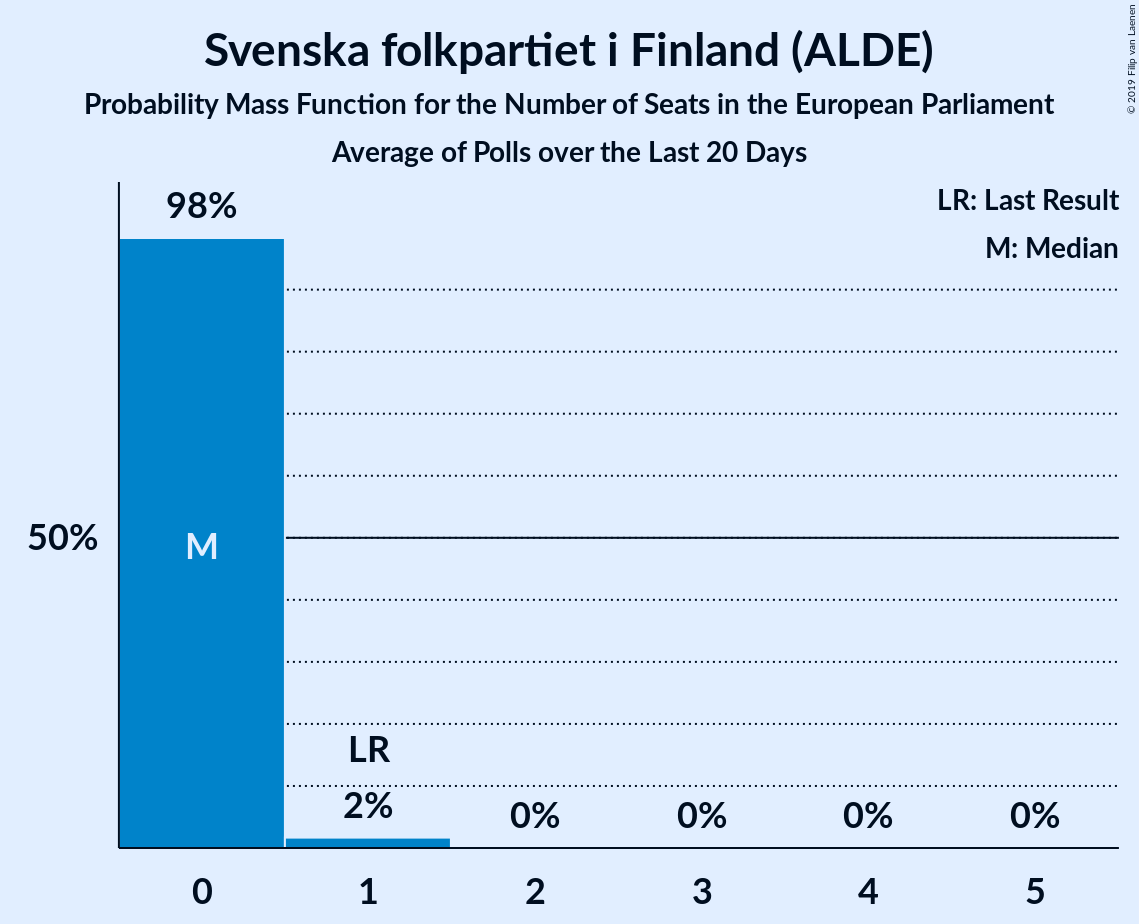 Svenska folkpartiet i Finland (ALDE)
Probability Mass Function for the Number of Seats in the European Parliament
Average of Polls over the Last 20 Days
© 2019 Filip van Laenen
LR: Last Result
M: Median
98%
50%
M
LR
2%
0%
0%
0%
0%
0
1
2
3
4
5